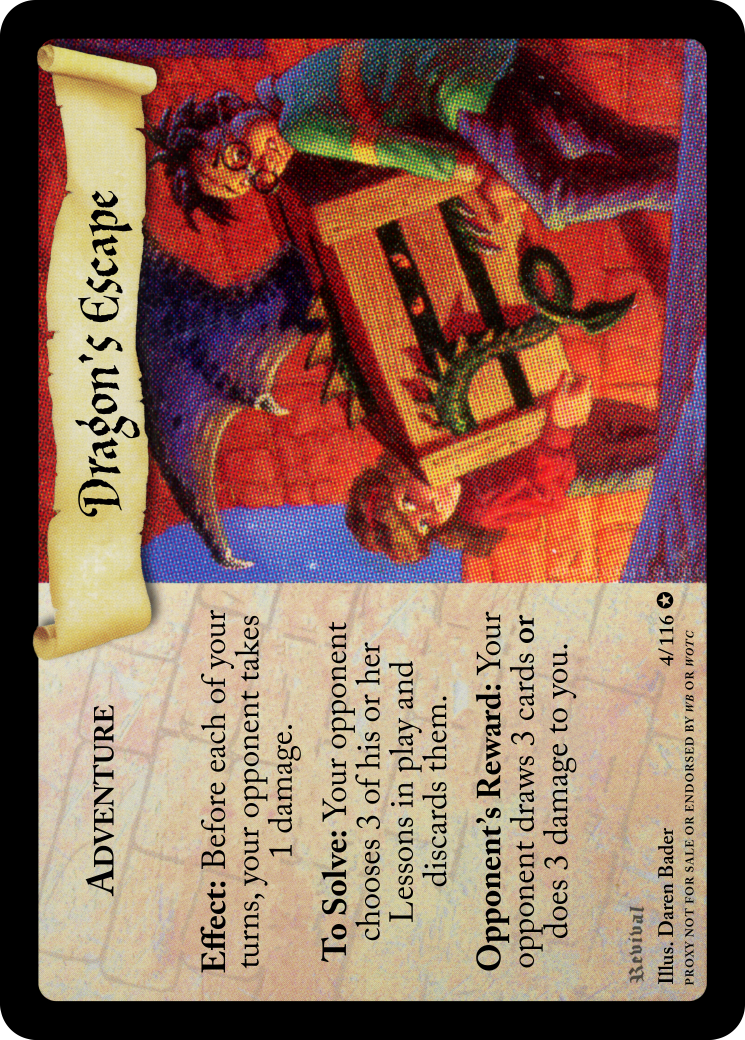 Dragon's Escape
ADVENTURE
Effect: Before each of your
turns, your opponent takes
1 damage.
To Solve: Your opponent
chooses 3 of his or her
Lessons in play and
discards them.
Opponent's Reward: Your
opponent draws 3 cards or
does 3 damage to you.
Revival
Illus. Daren Bader 4/116
PROXY NOT FOR SALE OR ENDORSED BY WB OR WOTC